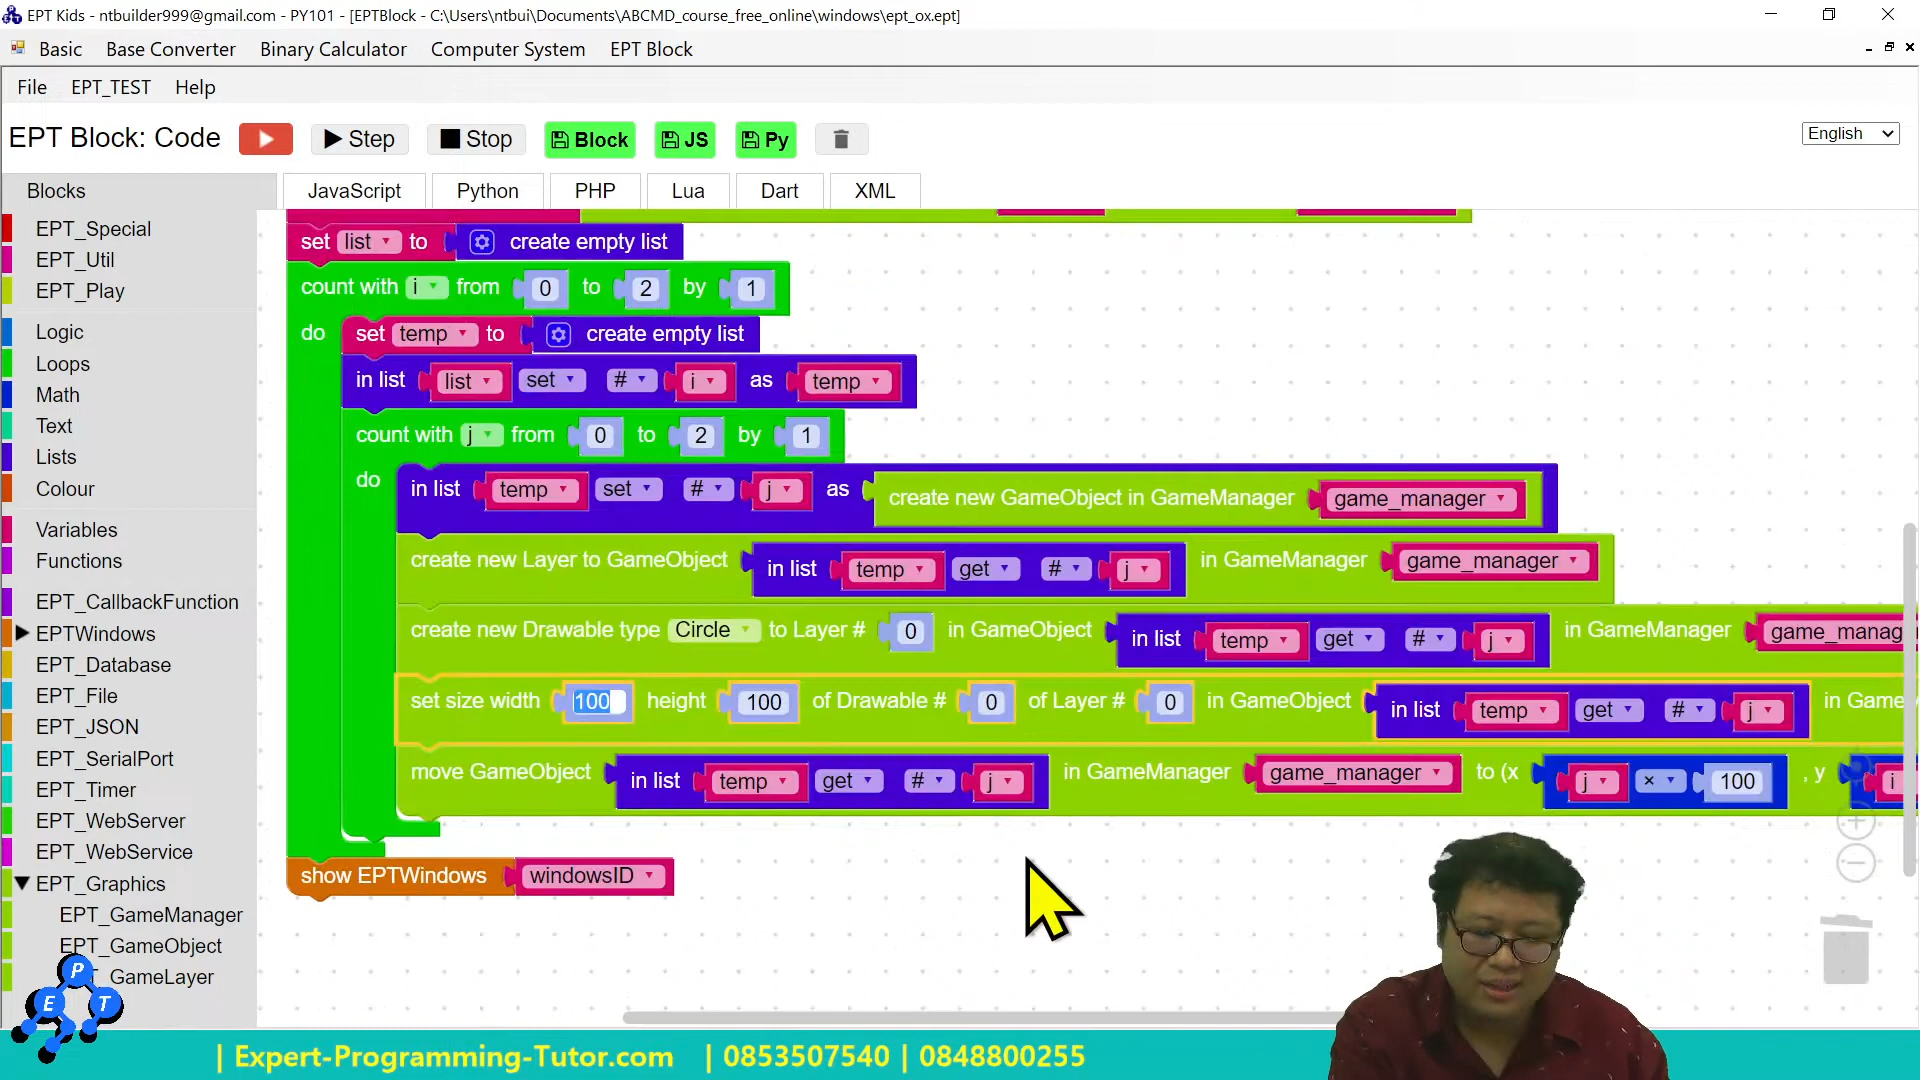 EPT Kids - ntbuilder999@gmail.com - PY101 - [EPTBlock - C:\Users\ntbui\Documents\ABCMD_course_free_online\windows\ept_ox.ept]
Basic Base Converter Binary Calculator Computer System EPT Block
File EPT_TEST Help
EPT Block: Code Step Stop Block JS Py English
Blocks JavaScript Python PHP Lua Dart XML
EPT_Special
EPT_Util
EPT_Play
Logic
Loops
Math
Text
Lists
Colour
Variables
Functions
EPT_CallbackFunction
EPTWindows
EPT_Database
EPT_File
EPT_JSON
EPT_SerialPort
EPT_Timer
EPT_WebServer
EPT_WebService
EPT_Graphics
EPT_GameManager
EPT_GameObject
GameLayer
set list to create empty list
count with i from 0 to 2 by 1
do set temp to create empty list
in list list set # i as temp
count with j from 0 to 2 by 1
do in list temp set # j as create new GameObject in GameManager game_manager
create new Layer to GameObject in list temp get # j in GameManager game_manager
create new Drawable type Circle to Layer # 0 in GameObject in list temp get # j in GameManager game_manag
set size width 100 height 100 of Drawable # 0 of Layer # 0 in GameObject in list temp get # j in Game
move GameObject in list temp get # j in GameManager game_manager to (x j × 100 , y i
show EPTWindows windowsID
P
E T
| Expert-Programming-Tutor.com | 0853507540 | 0848800255